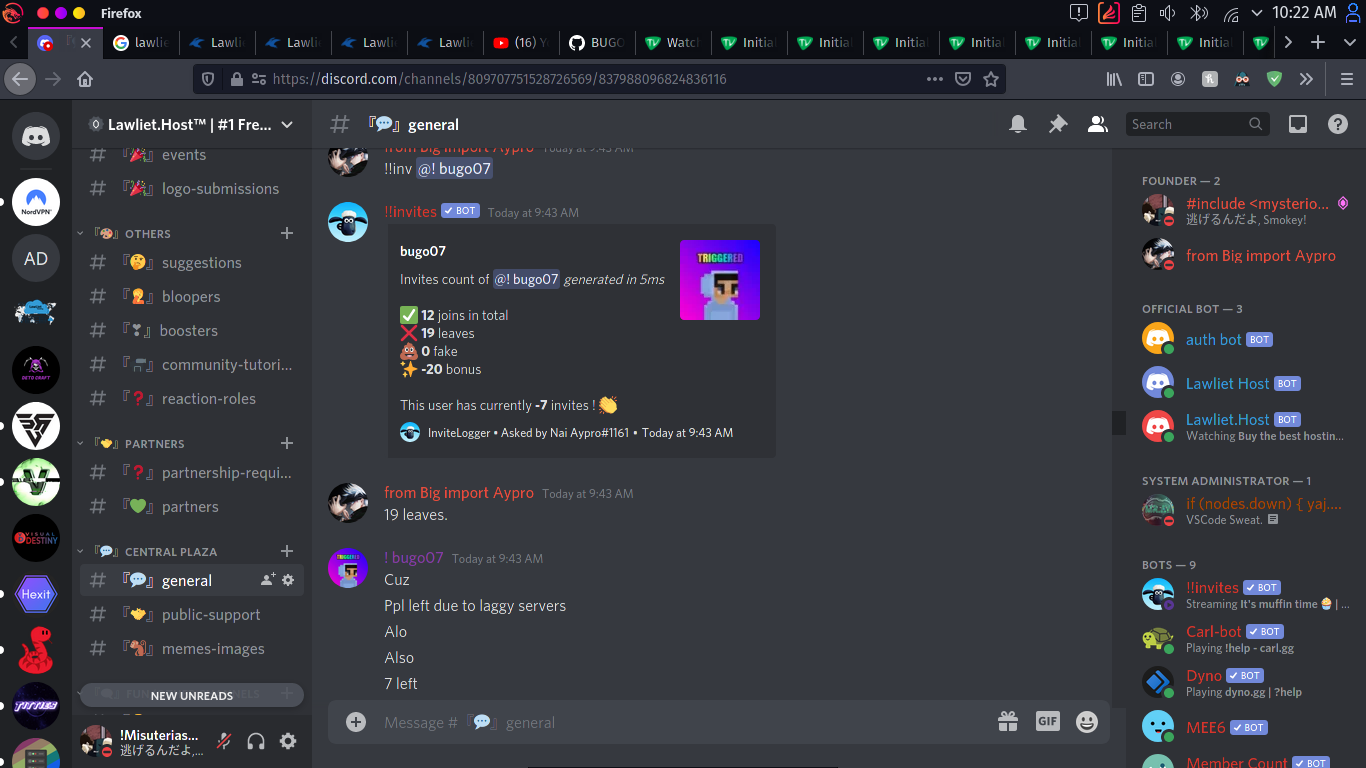 Firefox
10:22 AM
lawlie
Lawli
Lawli
Lawli
Lawli
(16) Y
BUGO
Watch
Initial
Initial
Initial
Initial
Initial
Initial
Initial
https://discord.com/channels/809707751528726569/837988096824836116
Lawliet.Host™ | #1 Fre...
# 『💬』 general
Search
NordVPN
AD
Hexit
# 『🎉』 events
# 『🎉』 logo-submissions
『🎨』 OTHERS
# 『🤔』 suggestions
# 『🤦』 bloopers
# 『❣』 boosters
# 『🪑』 community-tutori...
# 『❓』 reaction-roles
『🤝』 PARTNERS
# 『❓』 partnership-requi...
# 『💚』 partners
『💬』 CENTRAL PLAZA
# 『💬』 general
# 『🤝』 public-support
# 『🐿』 memes-images
NEW UNREADS
!Misuterias...
逃げるんだよ,...
from Big import Aypro Today at 9:43 AM
!!inv @! bugo07
!!invites ✔ BOT Today at 9:43 AM
bugo07
TRIGGERED
Invites count of @! bugo07 generated in 5ms
✅ 12 joins in total
❌ 19 leaves
💩 0 fake
✨ -20 bonus
This user has currently -7 invites ! 👏
InviteLogger • Asked by Nai Aypro#1161 • Today at 9:43 AM
from Big import Aypro Today at 9:43 AM
19 leaves.
! bugo07 Today at 9:43 AM
Cuz
Ppl left due to laggy servers
Alo
Also
7 left
Message # 『💬』 general
GIF
FOUNDER — 2
#include <mysterio...
逃げるんだよ, Smokey!
from Big import Aypro
OFFICIAL BOT — 3
auth bot BOT
Lawliet Host BOT
Lawliet.Host BOT
Watching Buy the best hostin...
SYSTEM ADMINISTRATOR — 1
if (nodes.down) { yaj....
VSCode Sweat.
BOTS — 9
!!invites ✔ BOT
Streaming It's muffin time 🧁 | ...
Carl-bot ✔ BOT
Playing !help - carl.gg
Dyno ✔ BOT
Playing dyno.gg | ?help
MEE6 ✔ BOT
Member Count ✔ BOT